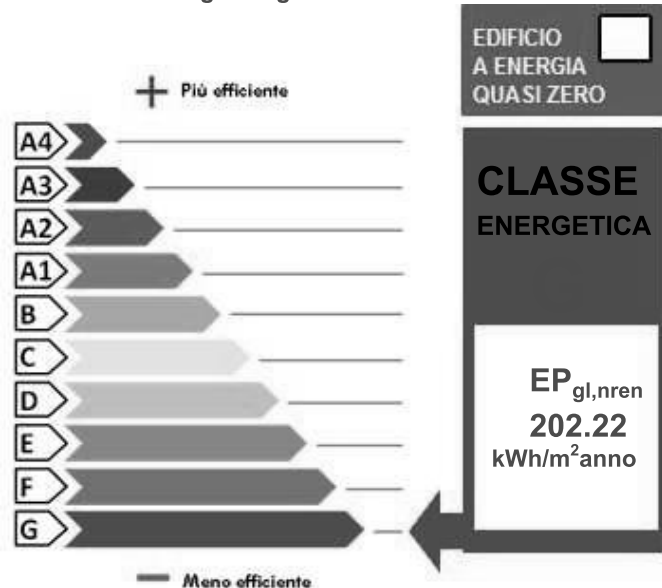 EDIFICIO
A ENERGIA
QUASI ZERO
Più efficiente
A4
A3
A2
A1
B
C
D
E
F
G
CLASSE
ENERGETICA
EPgl,nren
202.22
kWh/m²anno
Meno efficiente